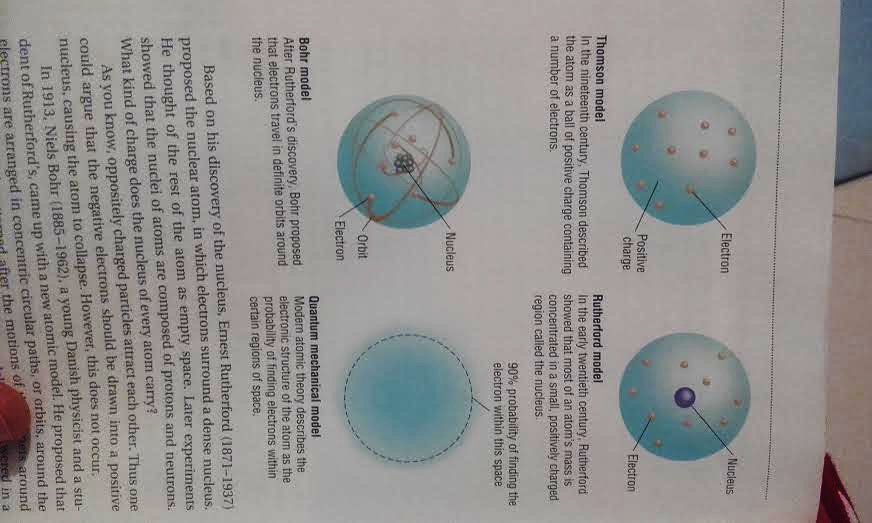 Electron
Positive
charge
Thomson model
In the nineteenth century, Thomson described
the atom as a ball of positive charge containing
a number of electrons.
Nucleus
Electron
Rutherford model
In the early twentieth century, Rutherford
showed that most of an atom's mass is
concentrated in a small, positively charged
region called the nucleus.
Nucleus
Orbit
Electron
Bohr model
After Rutherford's discovery, Bohr proposed
that electrons travel in definite orbits around
the nucleus.
90% probability of finding the
electron within this space
Quantum mechanical model
Modern atomic theory describes the
electronic structure of the atom as the
probability of finding electrons within
certain regions of space.
Based on his discovery of the nucleus, Ernest Rutherford (1871–1937)
proposed the nuclear atom, in which electrons surround a dense nucleus.
He thought of the rest of the atom as empty space. Later experiments
showed that the nuclei of atoms are composed of protons and neutrons.
What kind of charge does the nucleus of every atom carry?
As you know, oppositely charged particles attract each other. Thus one
could argue that the negative electrons should be drawn into a positive
nucleus, causing the atom to collapse. However, this does not occur.
In 1913, Niels Bohr (1885–1962), a young Danish physicist and a stu-
dent of Rutherford's, came up with a new atomic model. He proposed that
electrons are arranged in concentric circular paths, or orbits, around the
after the motions of around
in a